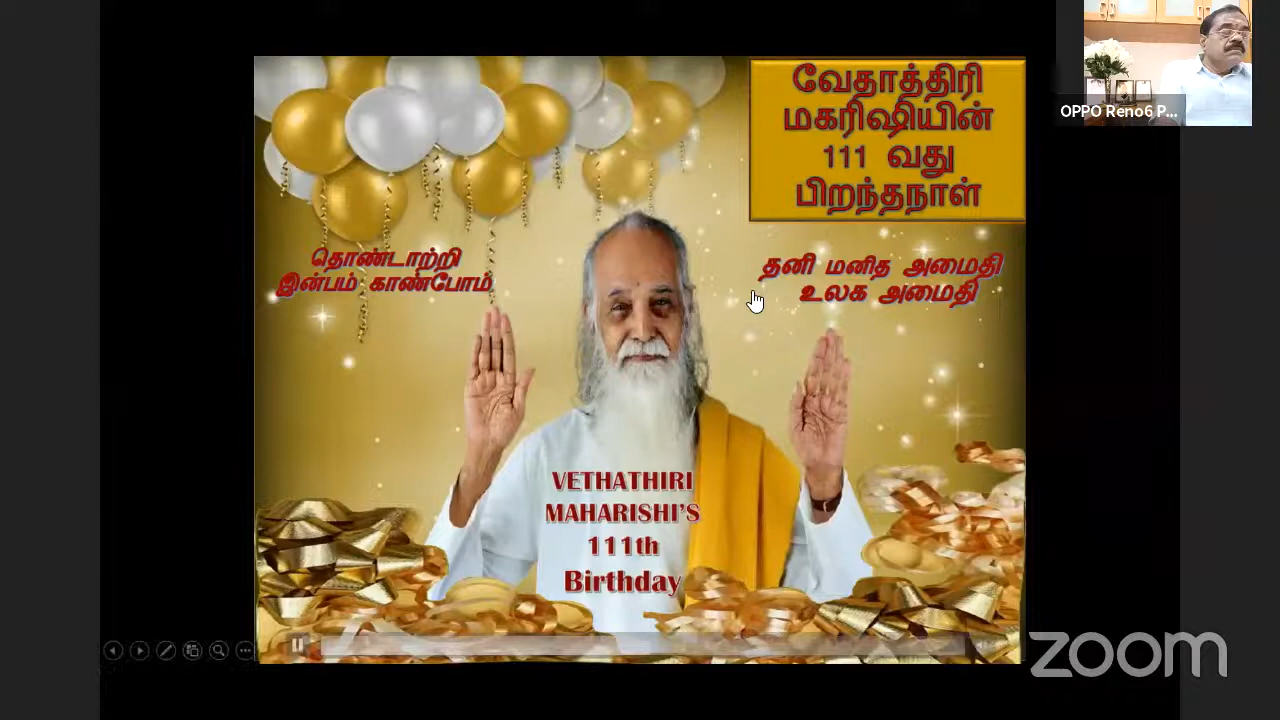 வேதாத்திரி
மகரிஷியின்
111 வது
பிறந்தநாள்
தொண்டாற்றி
இன்பம் காண்போம்
தனி மனித அமைதி
உலக அமைதி
VETHATHIRI
MAHARISHI'S
111th
Birthday
OPPO Reno6 P...
zoom